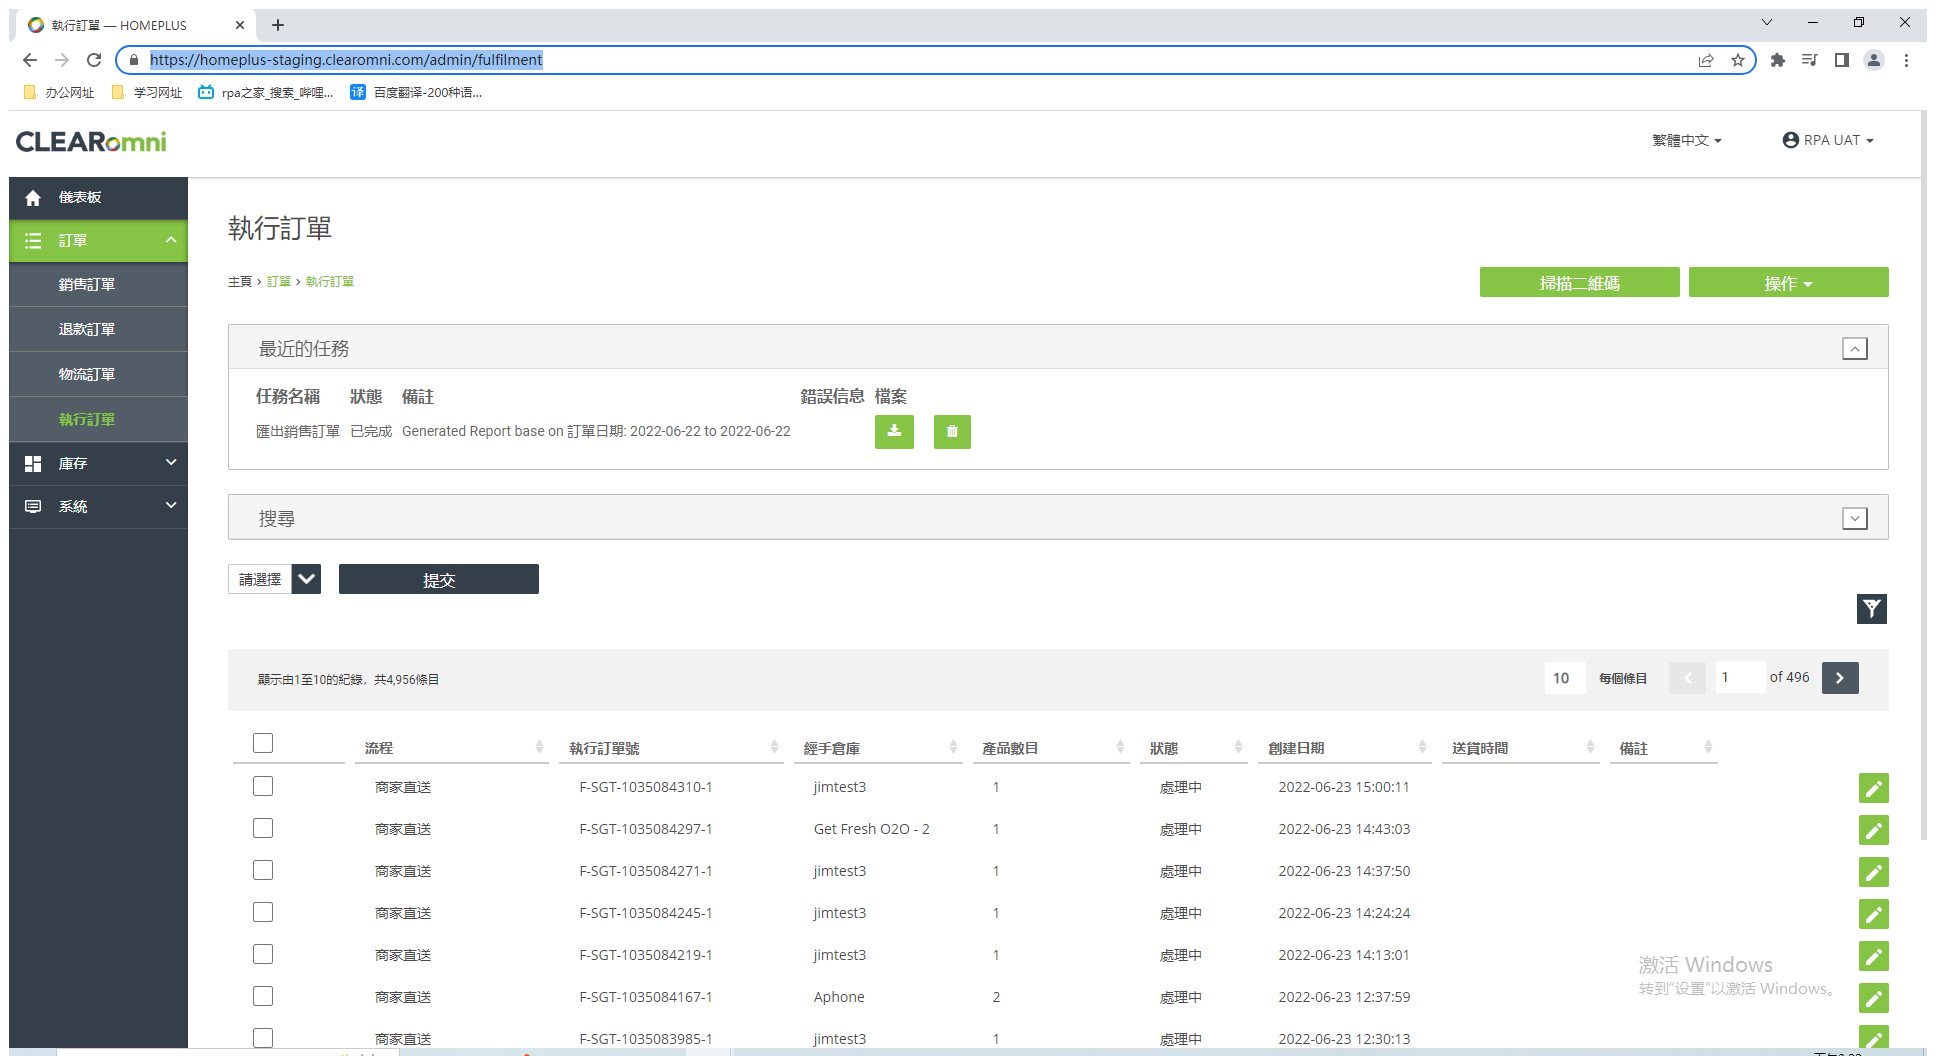 執行訂單 — HOMEPLUS
https://homeplus-staging.clearomni.com/admin/fulfilment
办公网址 学习网址 rpa之家_搜索_哔哩... 译 百度翻译-200种语...
CLEARomni 繁體中文 RPA UAT
儀表板
訂單
銷售訂單
退款訂單
物流訂單
執行訂單
庫存
系統
執行訂單
主頁 › 訂單 › 執行訂單 掃描二維碼 操作
最近的任務
任務名稱 狀態 備註 錯誤信息 檔案
匯出銷售訂單 已完成 Generated Report base on 訂單日期: 2022-06-22 to 2022-06-22
搜尋
請選擇 提交
顯示由1至10的紀錄，共4,956條目 10 每個條目 1 of 496
流程 執行訂單號 經手倉庫 產品數目 狀態 創建日期 送貨時間 備註
商家直送 F-SGT-1035084310-1 jimtest3 1 處理中 2022-06-23 15:00:11
商家直送 F-SGT-1035084297-1 Get Fresh O2O - 2 1 處理中 2022-06-23 14:43:03
商家直送 F-SGT-1035084271-1 jimtest3 1 處理中 2022-06-23 14:37:50
商家直送 F-SGT-1035084245-1 jimtest3 1 處理中 2022-06-23 14:24:24
商家直送 F-SGT-1035084219-1 jimtest3 1 處理中 2022-06-23 14:13:01
商家直送 F-SGT-1035084167-1 Aphone 2 處理中 2022-06-23 12:37:59
商家直送 F-SGT-1035083985-1 jimtest3 1 處理中 2022-06-23 12:30:13
激活 Windows
转到"设置"以激活 Windows。